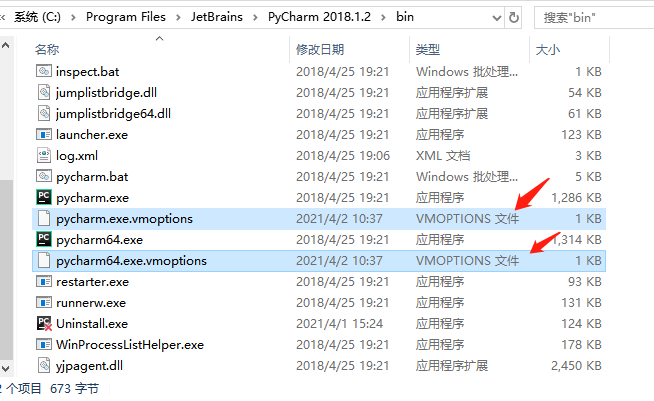 « 系统 (C:) › Program Files › JetBrains › PyCharm 2018.1.2 › bin
搜索"bin"
名称 修改日期 类型 大小
inspect.bat 2018/4/25 19:21 Windows 批处理... 1 KB
jumplistbridge.dll 2018/4/25 19:21 应用程序扩展 54 KB
jumplistbridge64.dll 2018/4/25 19:21 应用程序扩展 61 KB
launcher.exe 2018/4/25 19:21 应用程序 123 KB
log.xml 2018/4/25 19:06 XML 文档 3 KB
pycharm.bat 2018/4/25 19:21 Windows 批处理... 5 KB
PC pycharm.exe 2018/4/25 19:21 应用程序 1,286 KB
pycharm.exe.vmoptions 2021/4/2 10:37 VMOPTIONS 文件 1 KB
PC pycharm64.exe 2018/4/25 19:21 应用程序 1,314 KB
pycharm64.exe.vmoptions 2021/4/2 10:37 VMOPTIONS 文件 1 KB
restarter.exe 2018/4/25 19:21 应用程序 93 KB
runnerw.exe 2018/4/25 19:21 应用程序 131 KB
PC Uninstall.exe 2021/4/1 15:24 应用程序 124 KB
WinProcessListHelper.exe 2018/4/25 19:21 应用程序 178 KB
yjpagent.dll 2018/4/25 19:21 应用程序扩展 2,450 KB
2 个项目 673 字节